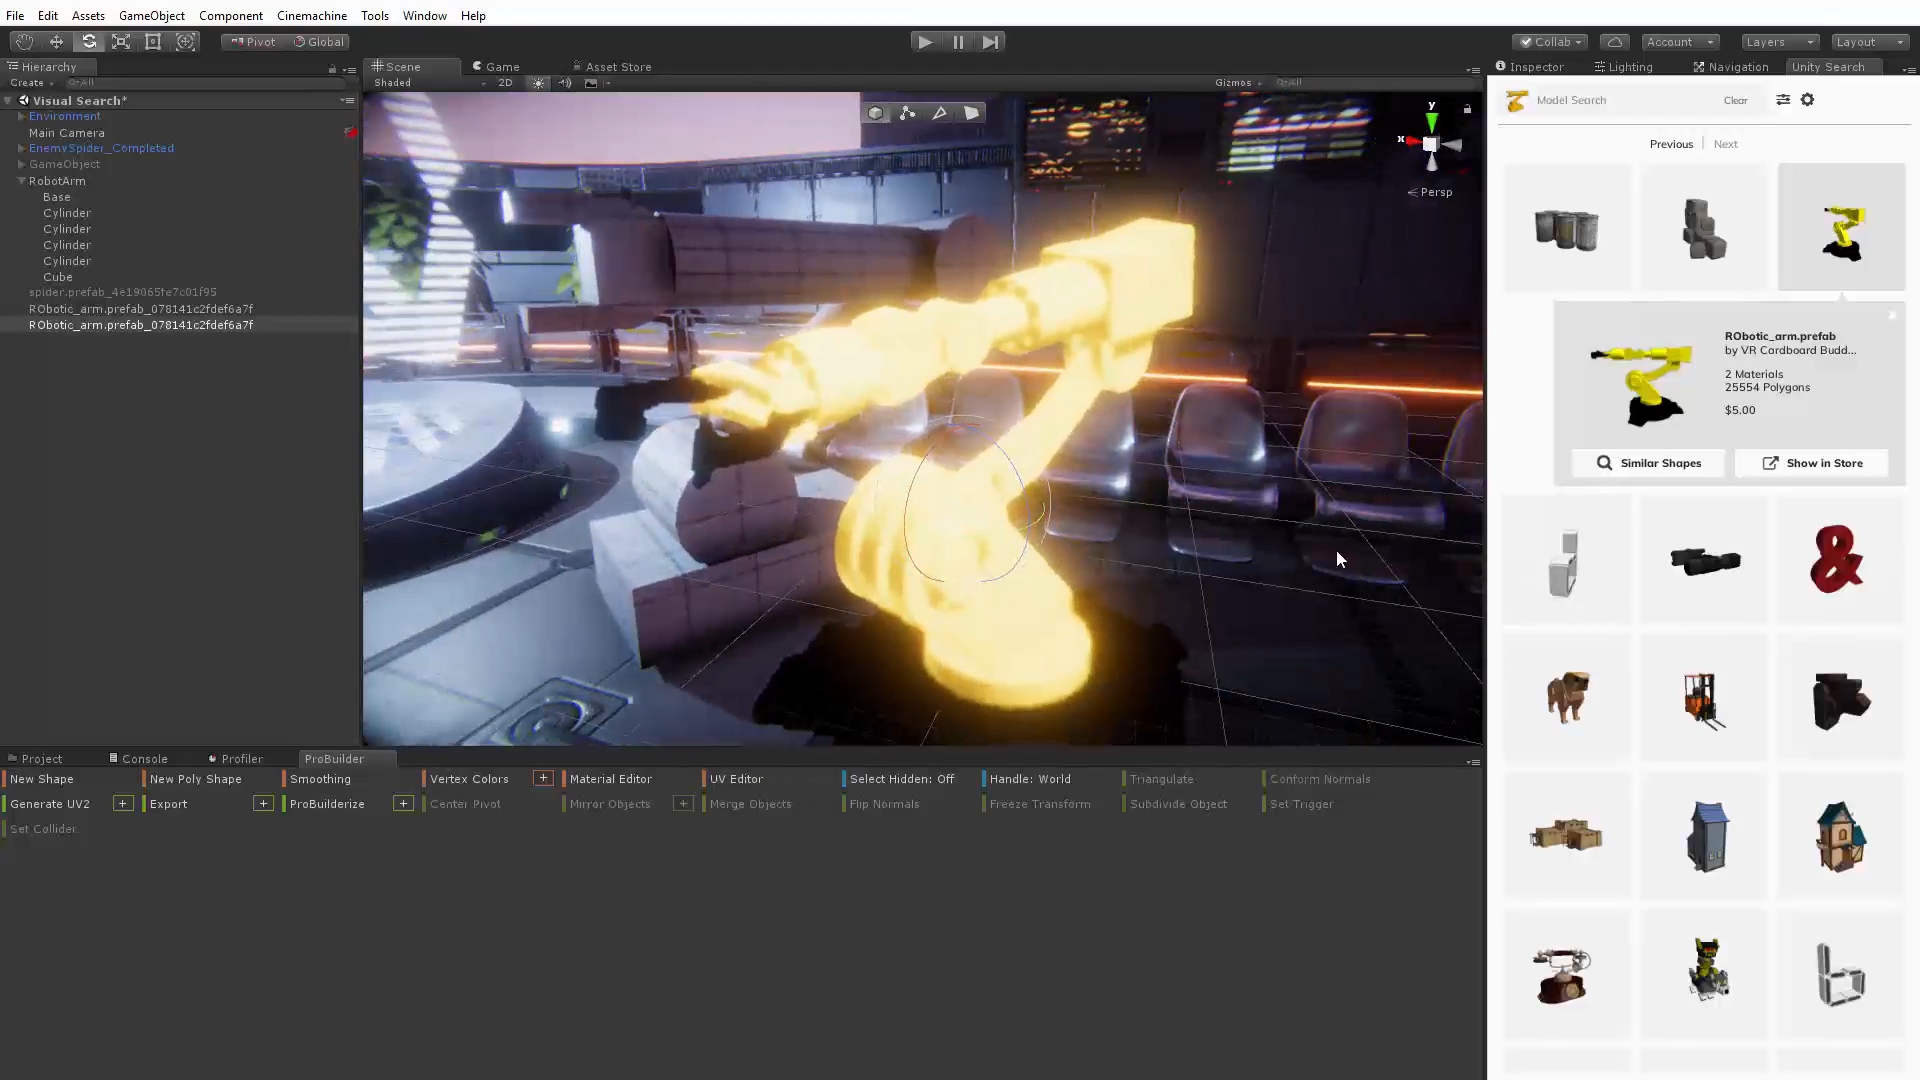 File Edit Assets GameObject Component Cinemachine Tools Window Help
Pivot Global
Collab Account Layers Layout
Hierarchy
Create
All
Visual Search*
Environment
Main Camera
EnemySpider_Completed
GameObject
RobotArm
Base
Cylinder
Cylinder
Cylinder
Cylinder
Cube
spider.prefab_4e19065fe7c01f95
RObotic_arm.prefab_078141c2fdef6a7f
RObotic_arm.prefab_078141c2fdef6a7f
Scene Game Asset Store
Shaded 2D Gizmos All
y
x
Persp
Inspector Lighting Navigation Unity Search
Model Search Clear
Previous Next
RObotic_arm.prefab
by VR Cardboard Budd...
2 Materials
25554 Polygons
$5.00
Similar Shapes Show in Store
Project Console Profiler ProBuilder
New Shape New Poly Shape Smoothing Vertex Colors + Material Editor UV Editor Select Hidden: Off Handle: World Triangulate Conform Normals
Generate UV2 + Export + ProBuilderize + Center Pivot Mirror Objects + Merge Objects Flip Normals Freeze Transform Subdivide Object Set Trigger
Set Collider